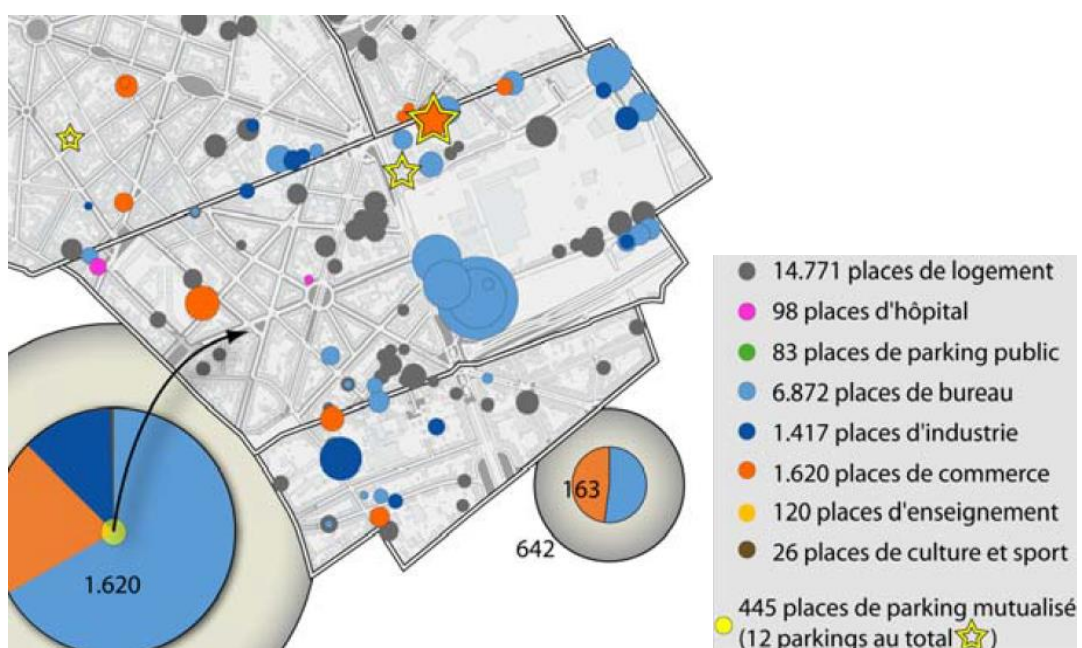 1.620
163
642
14.771 places de logement
98 places d'hôpital
83 places de parking public
6.872 places de bureau
1.417 places d'industrie
1.620 places de commerce
120 places d'enseignement
26 places de culture et sport
445 places de parking mutualisé
(12 parkings au total )